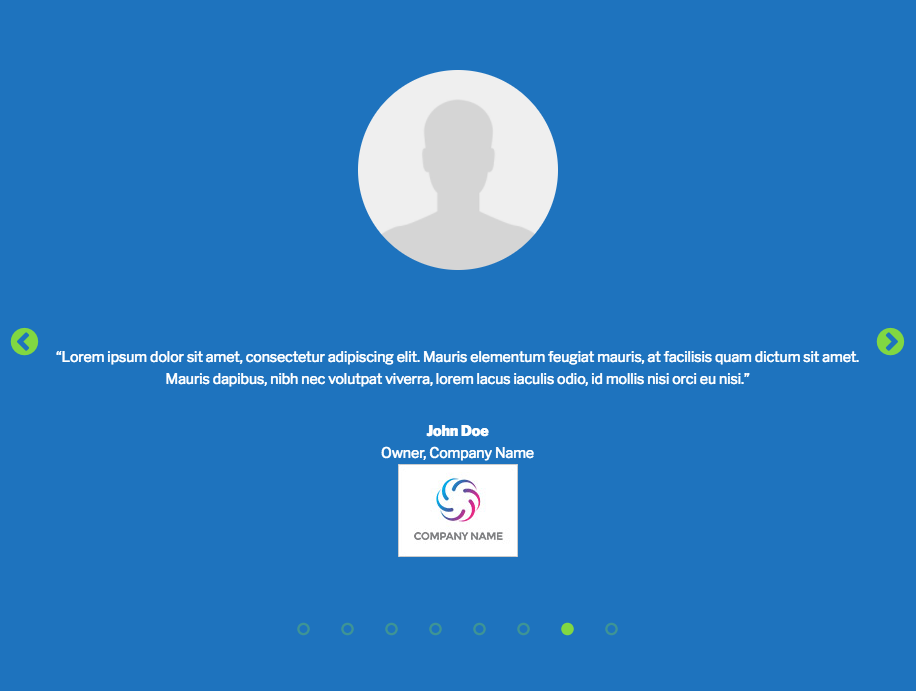 “Lorem ipsum dolor sit amet, consectetur adipiscing elit. Mauris elementum feugiat mauris, at facilisis quam dictum sit amet.
Mauris dapibus, nibh nec volutpat viverra, lorem lacus iaculis odio, id mollis nisi orci eu nisi.”
John Doe
Owner, Company Name
COMPANY NAME